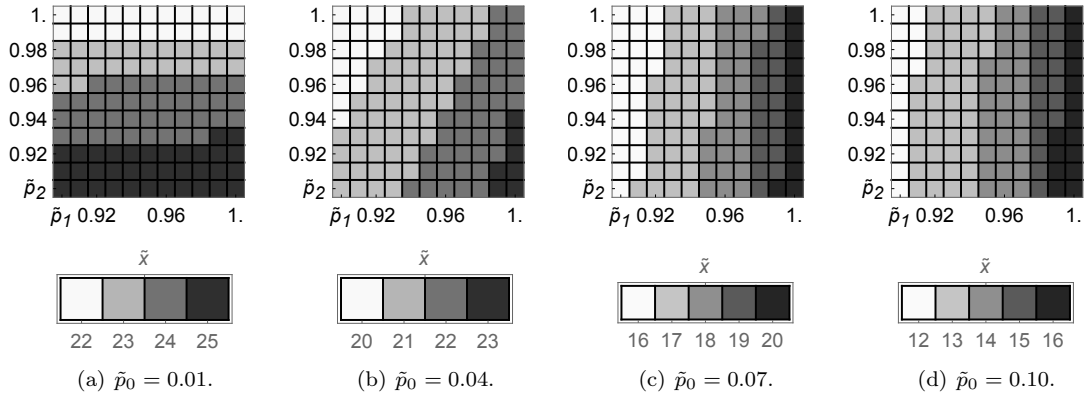 1.
0.98
0.96
0.94
0.92
p̃2
p̃1 0.92 0.96 1.
x̃
22 23 24 25
(a) p̃0 = 0.01.
1.
0.98
0.96
0.94
0.92
p̃2
p̃1 0.92 0.96 1.
x̃
20 21 22 23
(b) p̃0 = 0.04.
1.
0.98
0.96
0.94
0.92
p̃2
p̃1 0.92 0.96 1.
x̃
16 17 18 19 20
(c) p̃0 = 0.07.
1.
0.98
0.96
0.94
0.92
p̃2
p̃1 0.92 0.96 1.
x̃
12 13 14 15 16
(d) p̃0 = 0.10.